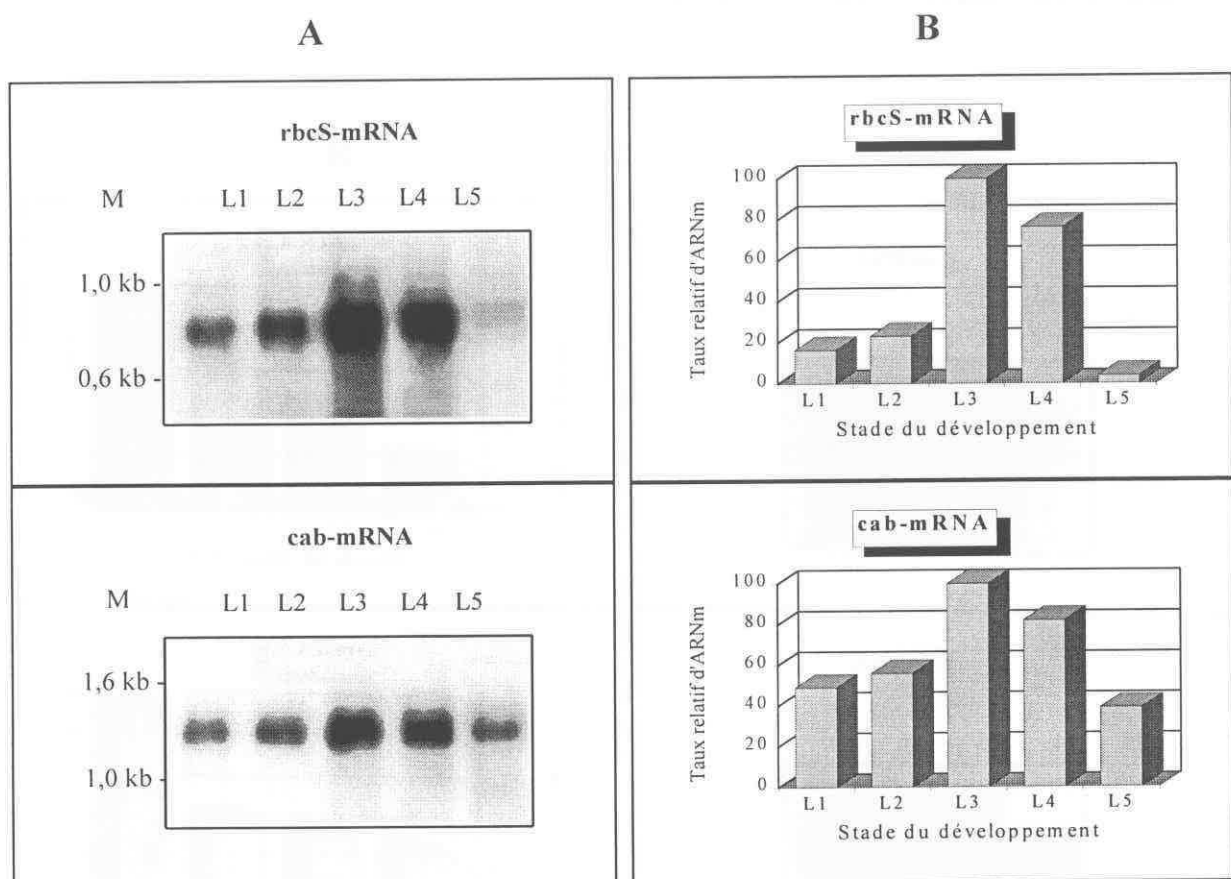 A
rbcS-mRNA
M L1 L2 L3 L4 L5
1,0 kb
0,6 kb
cab-mRNA
M L1 L2 L3 L4 L5
1,6 kb
1,0 kb
B
rbcS-mRNA
Taux relatif d'ARNm
100
80
60
40
20
0
L1 L2 L3 L4 L5
Stade du développement
cab-mRNA
Taux relatif d'ARNm
100
80
60
40
20
0
L1 L2 L3 L4 L5
Stade du développement